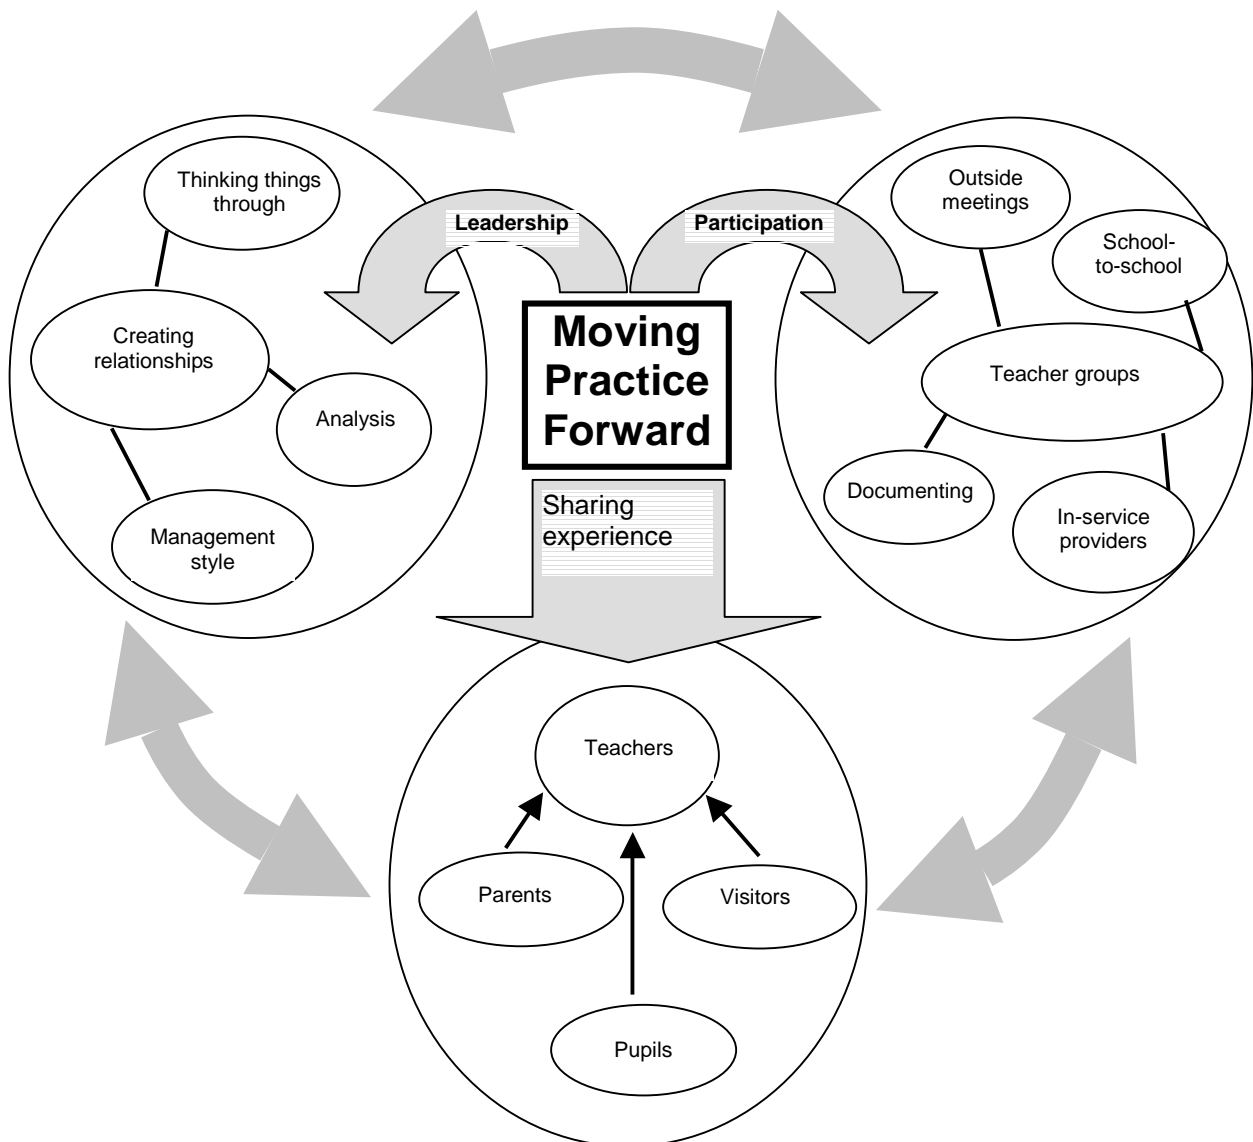 Thinking things
through
Creating
relationships
Analysis
Management
style
Leadership
Participation
Moving
Practice
Forward
Sharing
experience
Outside
meetings
School-
to-school
Teacher groups
Documenting
In-service
providers
Teachers
Parents
Visitors
Pupils